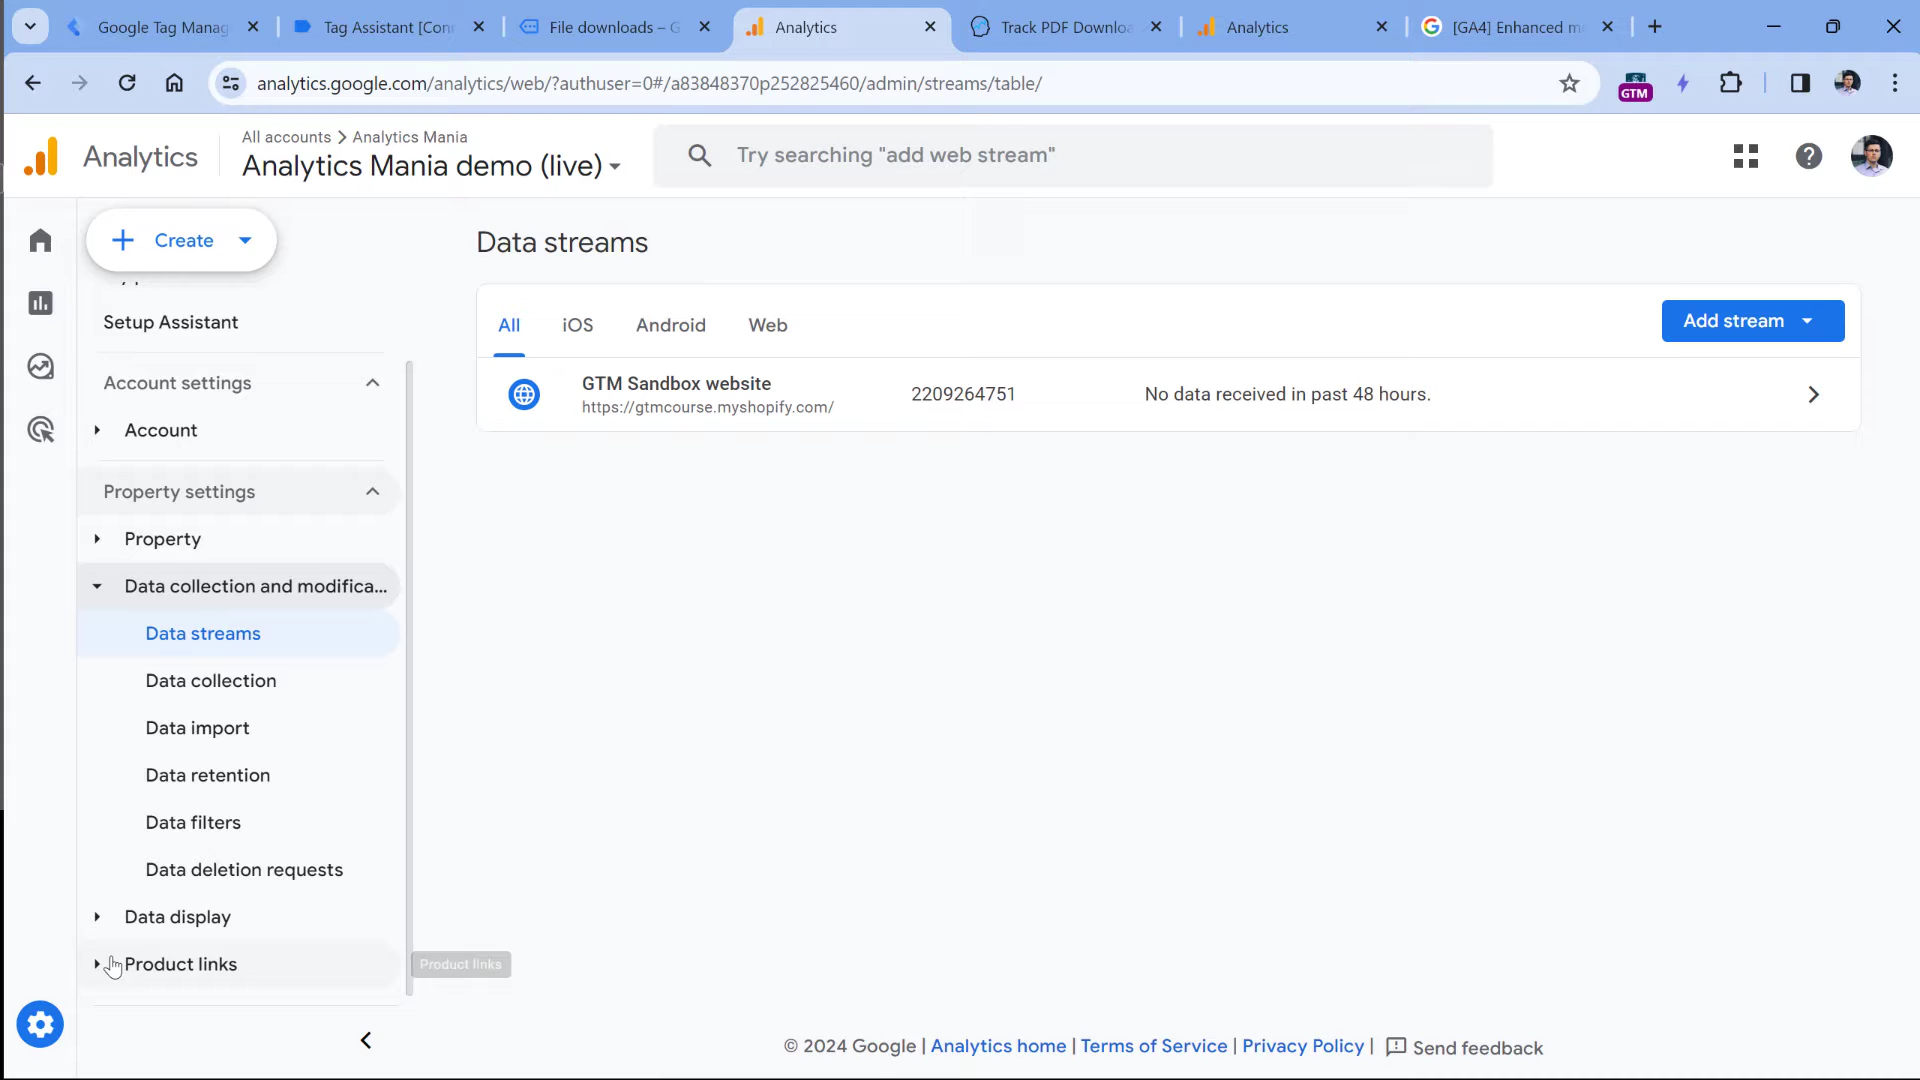 Google Tag Manag
Tag Assistant [Con
File downloads – G
Analytics
Track PDF Downloa
Analytics
[GA4] Enhanced m
analytics.google.com/analytics/web/?authuser=0#/a83848370p252825460/admin/streams/table/
GTM
Analytics
All accounts > Analytics Mania
Analytics Mania demo (live)
Try searching "add web stream"
Create
Setup Assistant
Account settings
Account
Property settings
Property
Data collection and modifica...
Data streams
Data collection
Data import
Data retention
Data filters
Data deletion requests
Data display
Product links
Product links
Data streams
All
iOS
Android
Web
Add stream
GTM Sandbox website
https://gtmcourse.myshopify.com/
2209264751
No data received in past 48 hours.
© 2024 Google | Analytics home | Terms of Service | Privacy Policy | Send feedback